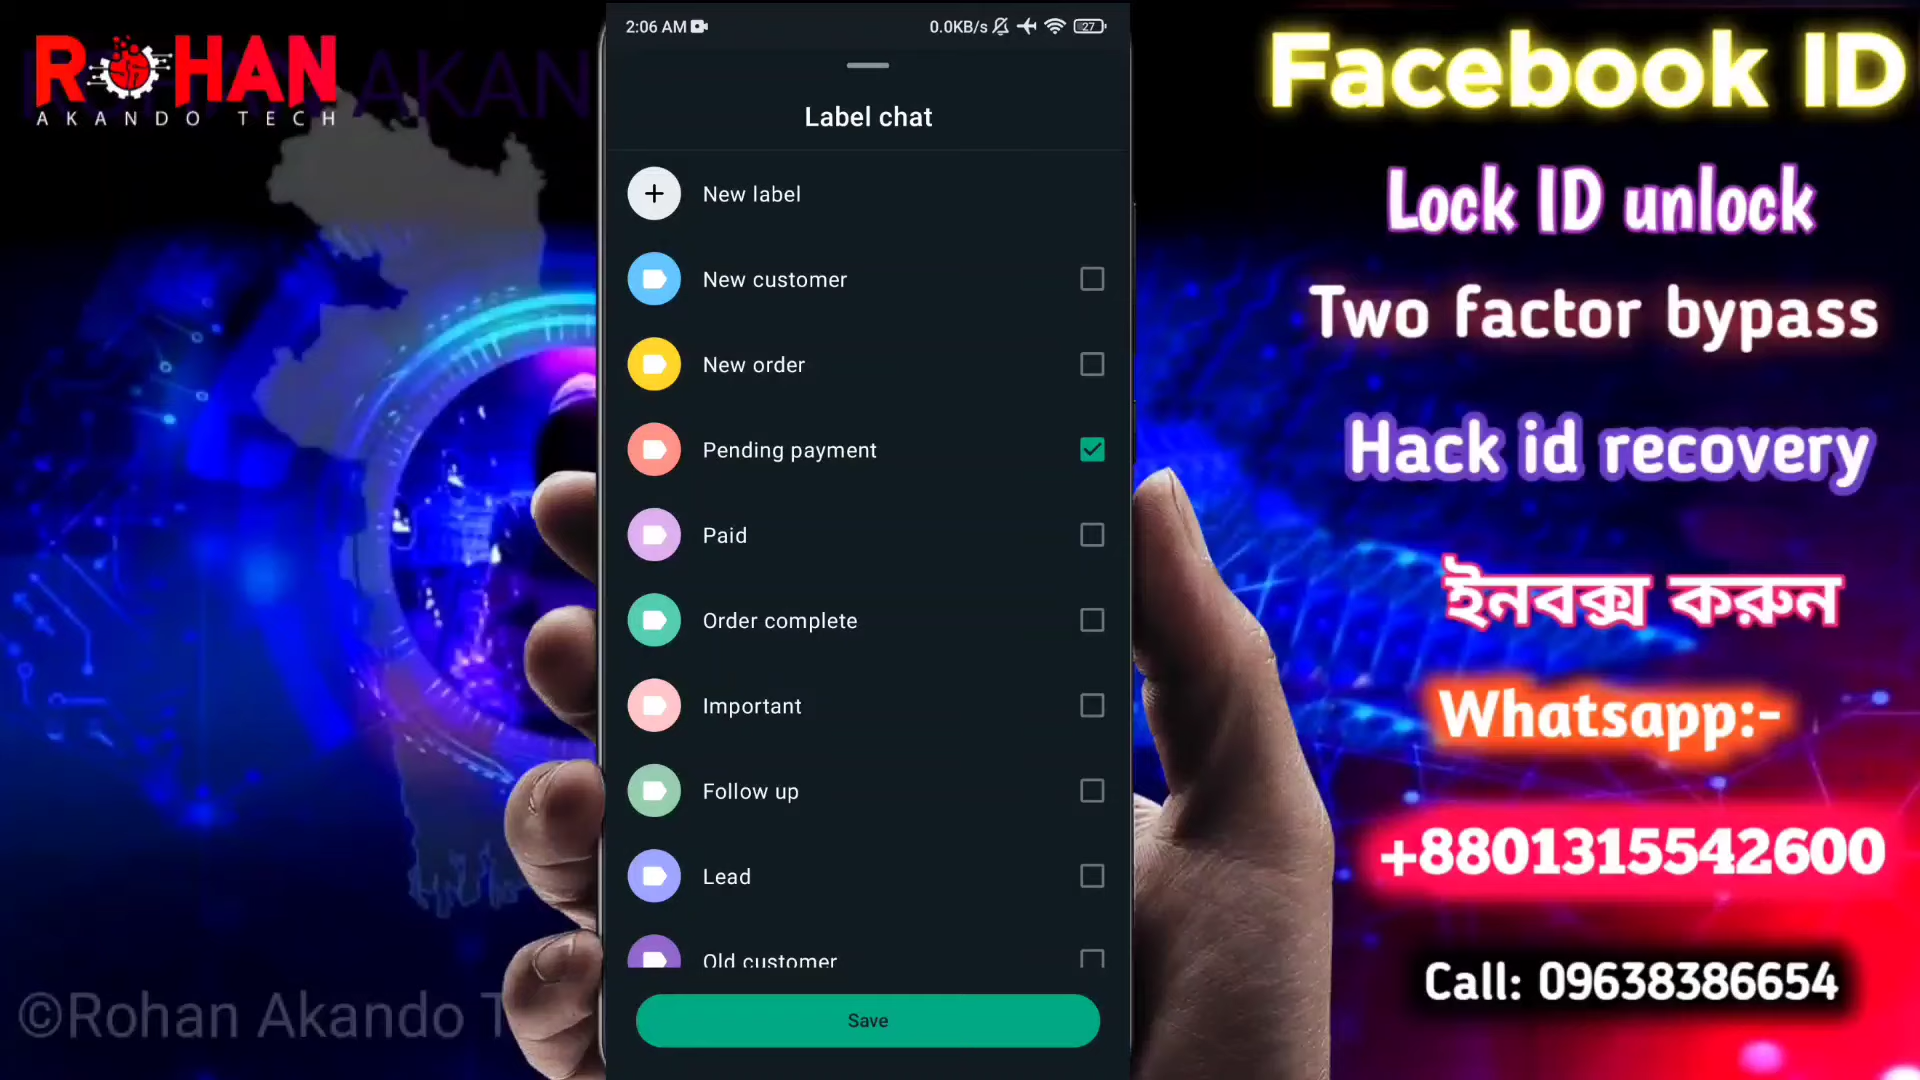 ROHAN
AKANDO TECH
AKAN
2:06 AM
0.0KB/s
27
Label chat
New label
New customer
New order
Pending payment
Paid
Order complete
Important
Follow up
Lead
Old customer
Save
Facebook ID
Lock ID unlock
Two factor bypass
Hack id recovery
ইনবক্স করুন
Whatsapp:-
+8801315542600
Call: 09638386654
©Rohan Akando T